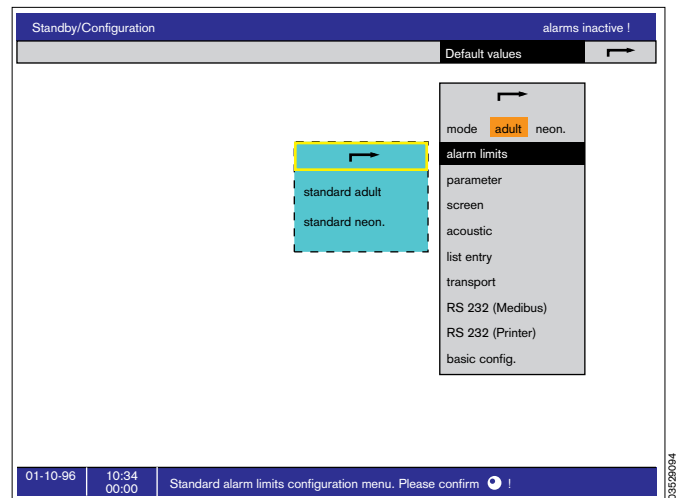 Standby/Configuration alarms inactive !
Default values
mode adult neon.
alarm limits
parameter
screen
acoustic
list entry
transport
RS 232 (Medibus)
RS 232 (Printer)
basic config.
standard adult
standard neon.
01-10-96 10:34
00:00
Standard alarm limits configuration menu. Please confirm !